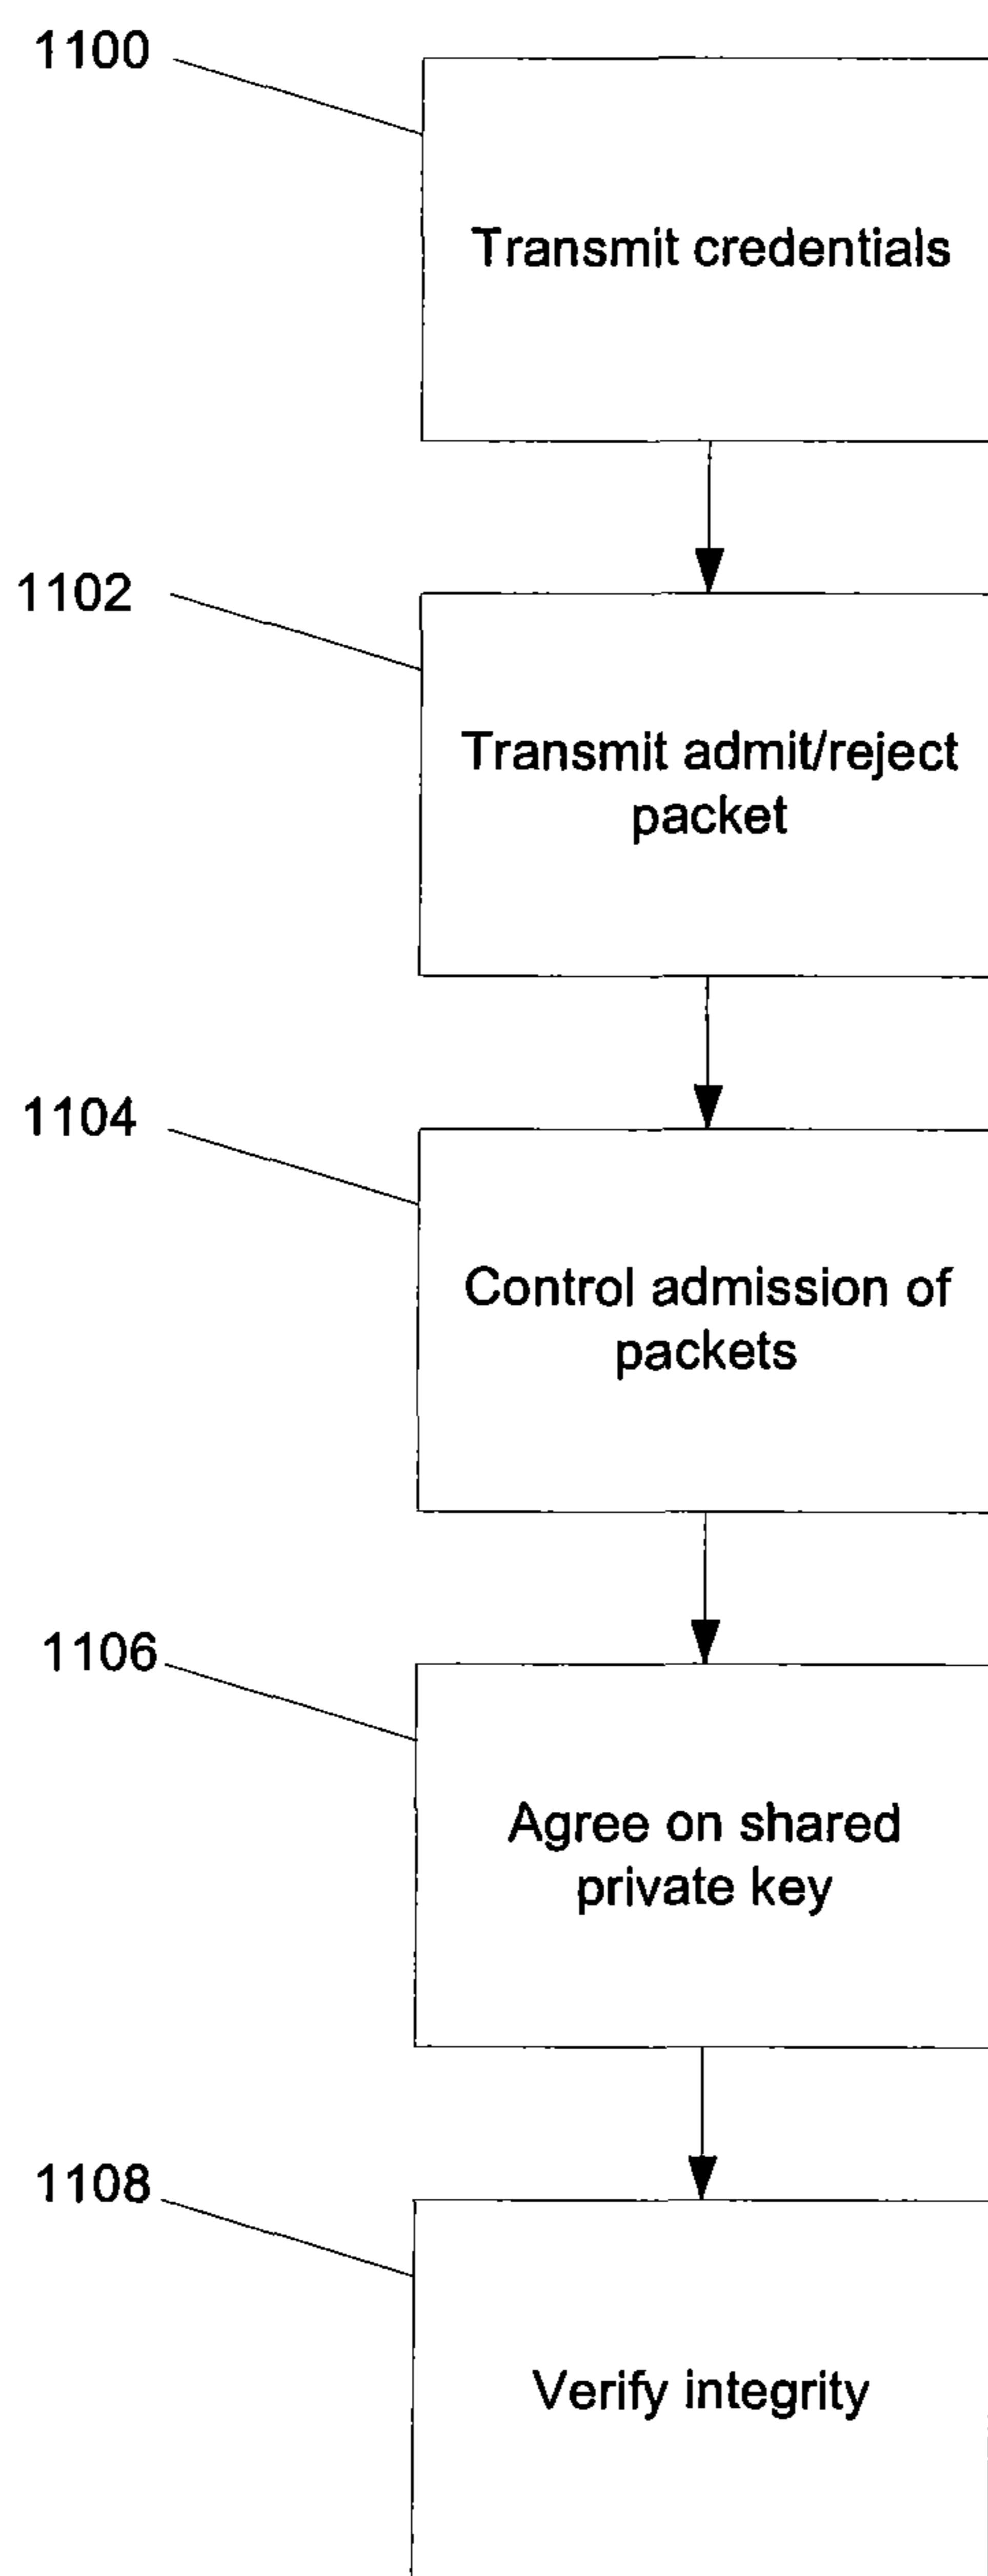 1100
Transmit credentials
1102
Transmit admit/reject
packet
1104
Control admission of
packets
1106
Agree on shared
private key
1108
Verify integrity